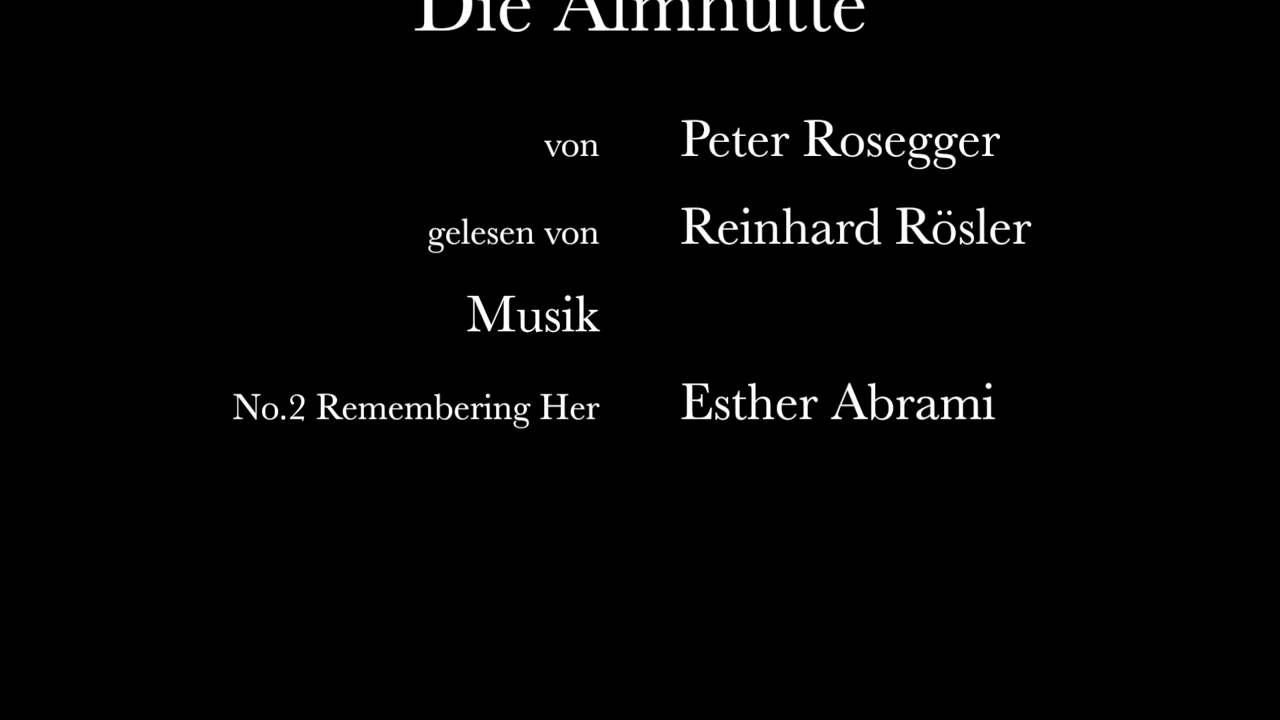 Die Almhütte
von Peter Rosegger
gelesen von Reinhard Rösler
Musik
No.2 Remembering Her Esther Abrami